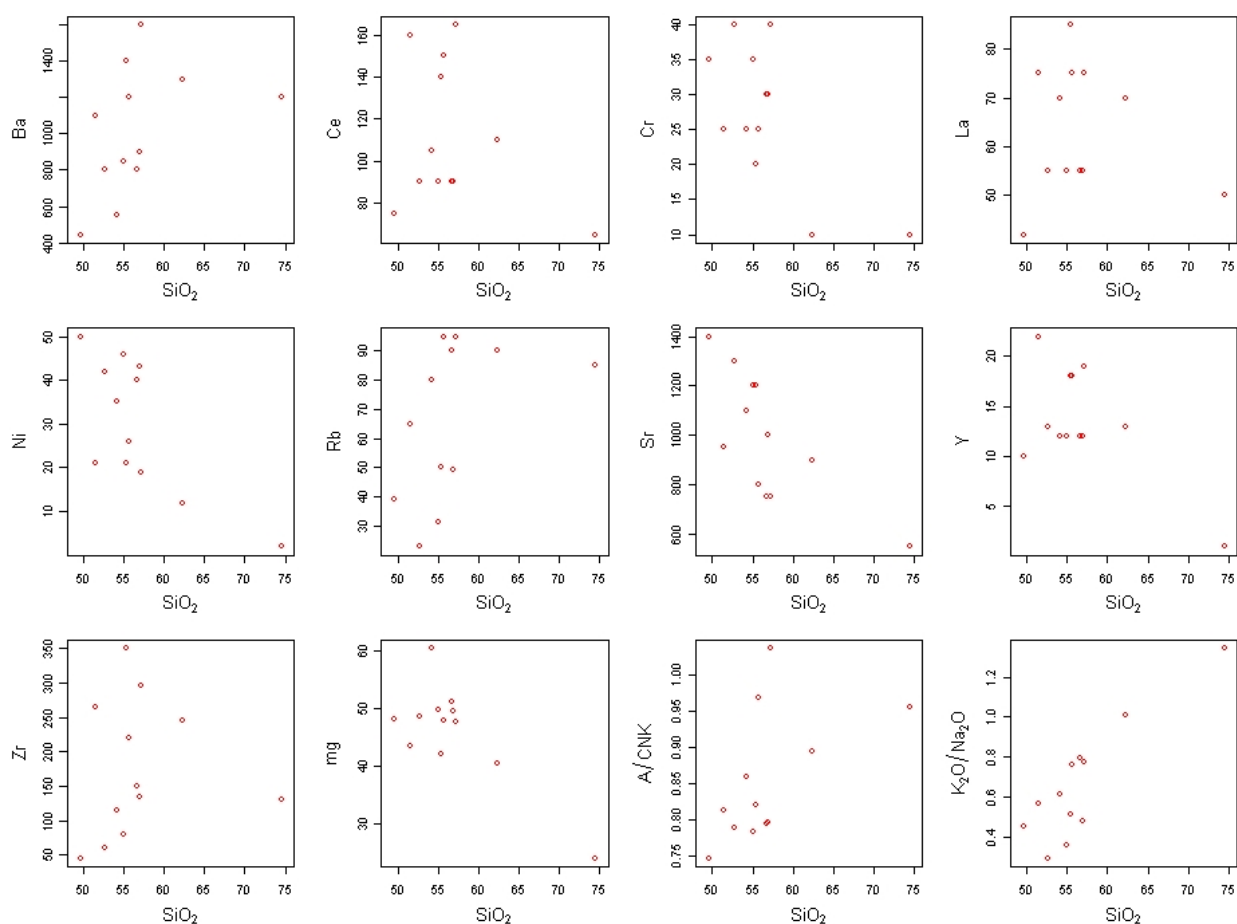 Ba
1400
1000
800
600
400
50 55 60 65 70 75
SiO₂
Ce
160
140
120
100
80
50 55 60 65 70 75
SiO₂
Cr
40
35
30
25
20
15
10
50 55 60 65 70 75
SiO₂
La
80
70
60
50
50 55 60 65 70 75
SiO₂
Ni
50
40
30
20
10
50 55 60 65 70 75
SiO₂
Rb
90
80
70
60
50
40
30
50 55 60 65 70 75
SiO₂
Sr
1400
1200
1000
800
600
50 55 60 65 70 75
SiO₂
Y
20
15
10
5
50 55 60 65 70 75
SiO₂
Zr
350
300
250
200
150
100
50
50 55 60 65 70 75
SiO₂
mg
60
50
40
30
50 55 60 65 70 75
SiO₂
A/CNK
1.00
0.95
0.90
0.85
0.80
0.75
50 55 60 65 70 75
SiO₂
K₂O/Na₂O
1.2
1.0
0.8
0.6
0.4
50 55 60 65 70 75
SiO₂